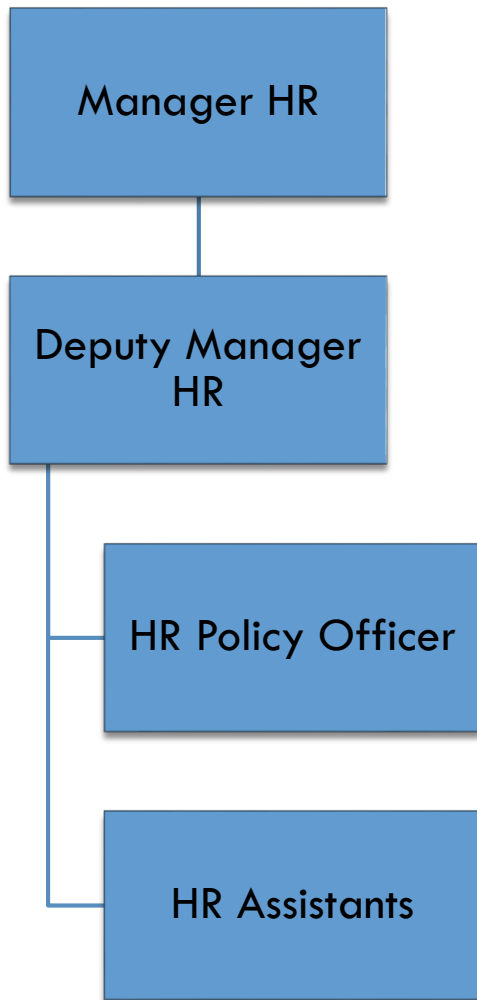 Manager HR
Deputy Manager
HR
HR Policy Officer
HR Assistants